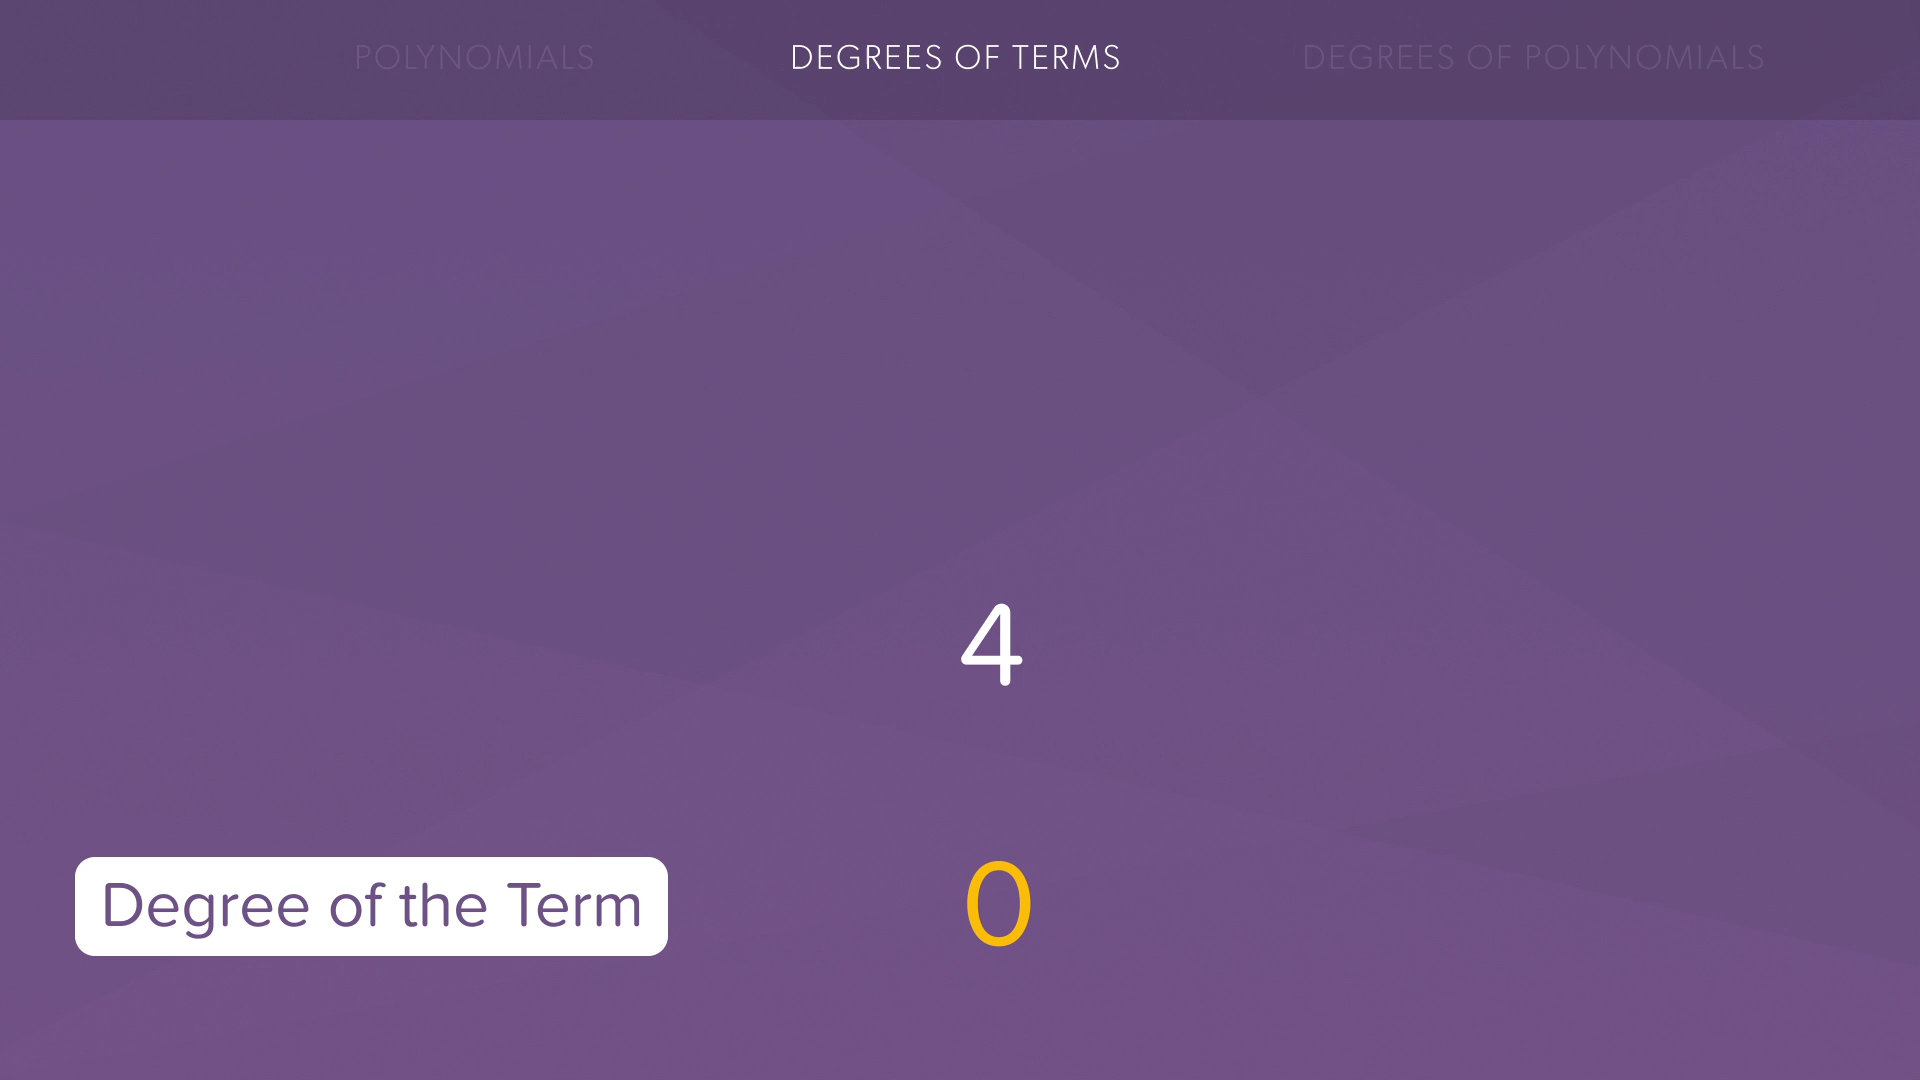 POLYNOMIALS DEGREES OF TERMS DEGREES OF POLYNOMIALS
4
Degree of the Term 0